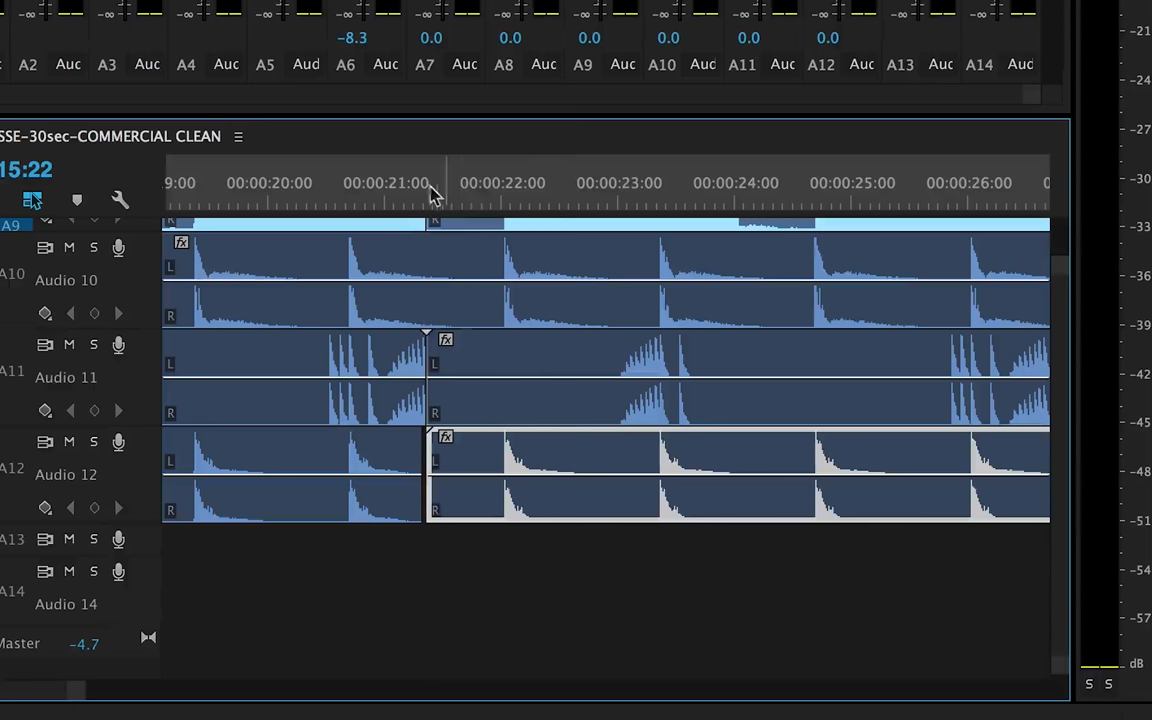 -∞ -∞ -∞ -∞ -∞ -∞ -∞ -∞ -∞ -∞ -∞ -∞ -∞
-21
-8.3 0.0 0.0 0.0 0.0 0.0 0.0
A2 Auc A3 Auc A4 Auc A5 Aud A6 Auc A7 Auc A8 Auc A9 Auc A10 Auc A11 Auc A12 Auc A13 Auc A14 Aud
-24
-27
SSE-30sec-COMMERCIAL CLEAN
15:22
:9:00 00:00:20:00 00:00:21:00 00:00:22:00 00:00:23:00 00:00:24:00 00:00:25:00 00:00:26:00 0
-30
-33
A9 R R
M S fx
A10 Audio 10 L
-36
R
-39
M S fx
A11 Audio 11 L L
-42
R R
-45
M S fx
A12 Audio 12 L L
-48
R R
-51
A13 M S
M S
-54
A14 Audio 14
-57
Master -4.7
dB
S S